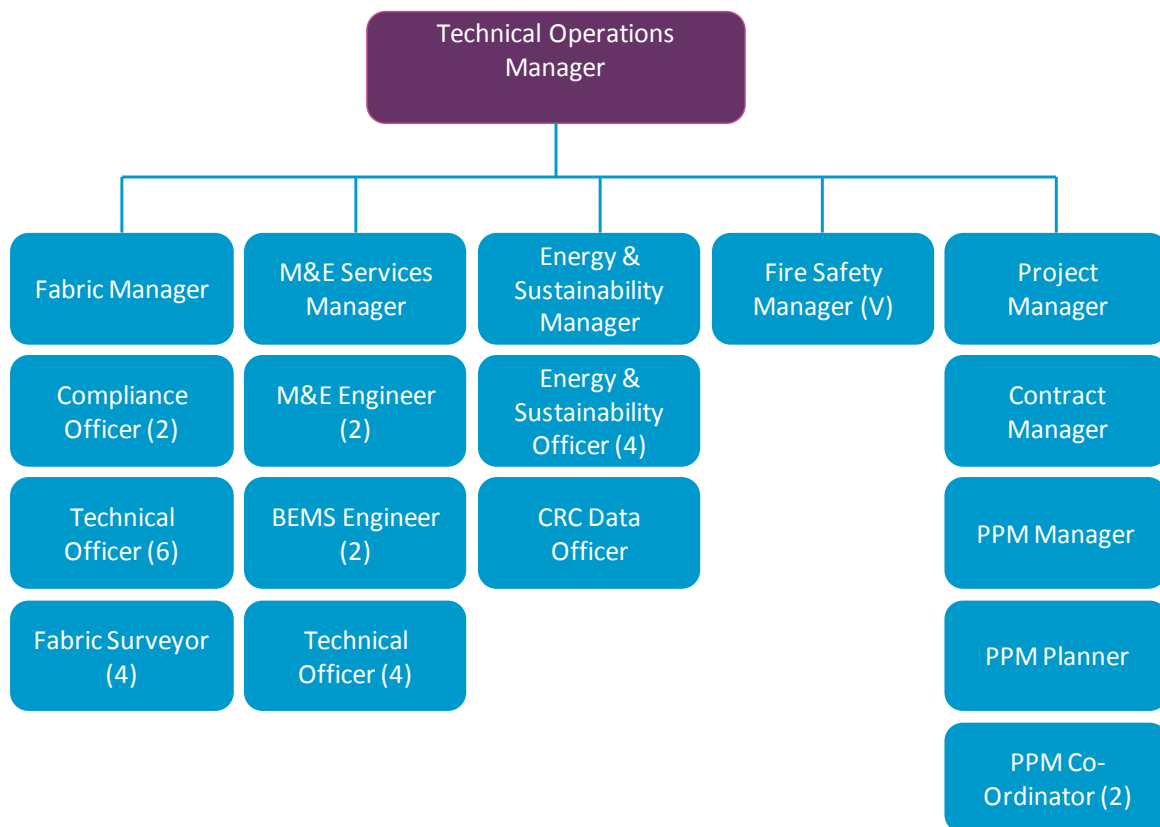 Technical Operations
Manager
Fabric Manager
M&E Services
Manager
Energy &
Sustainability
Manager
Fire Safety
Manager (V)
Project
Manager
Compliance
Officer (2)
M&E Engineer
(2)
Energy &
Sustainability
Officer (4)
Contract
Manager
Technical
Officer (6)
BEMS Engineer
(2)
CRC Data
Officer
PPM Manager
Fabric Surveyor
(4)
Technical
Officer (4)
PPM Planner
PPM Co-
Ordinator (2)